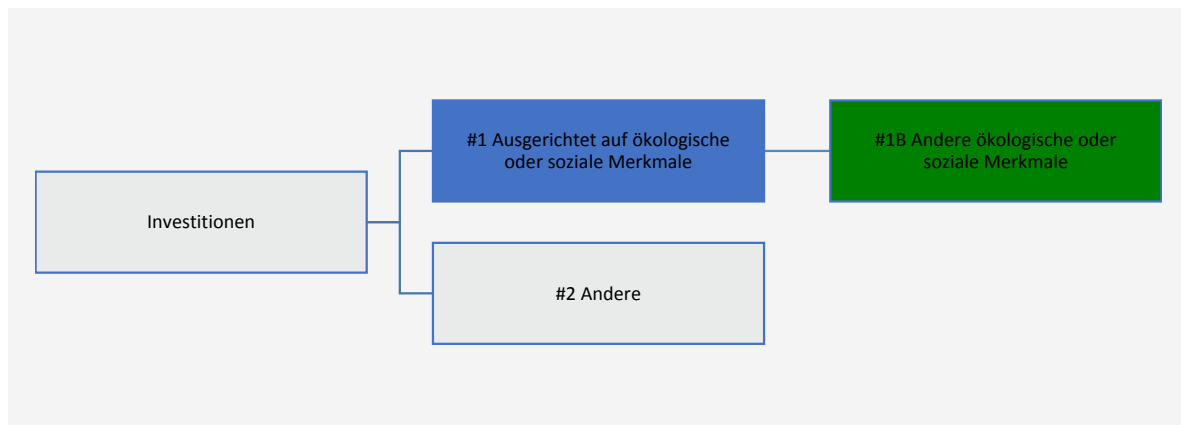 #1 Ausgerichtet auf ökologische
oder soziale Merkmale
#1B Andere ökologische oder
soziale Merkmale
Investitionen
#2 Andere